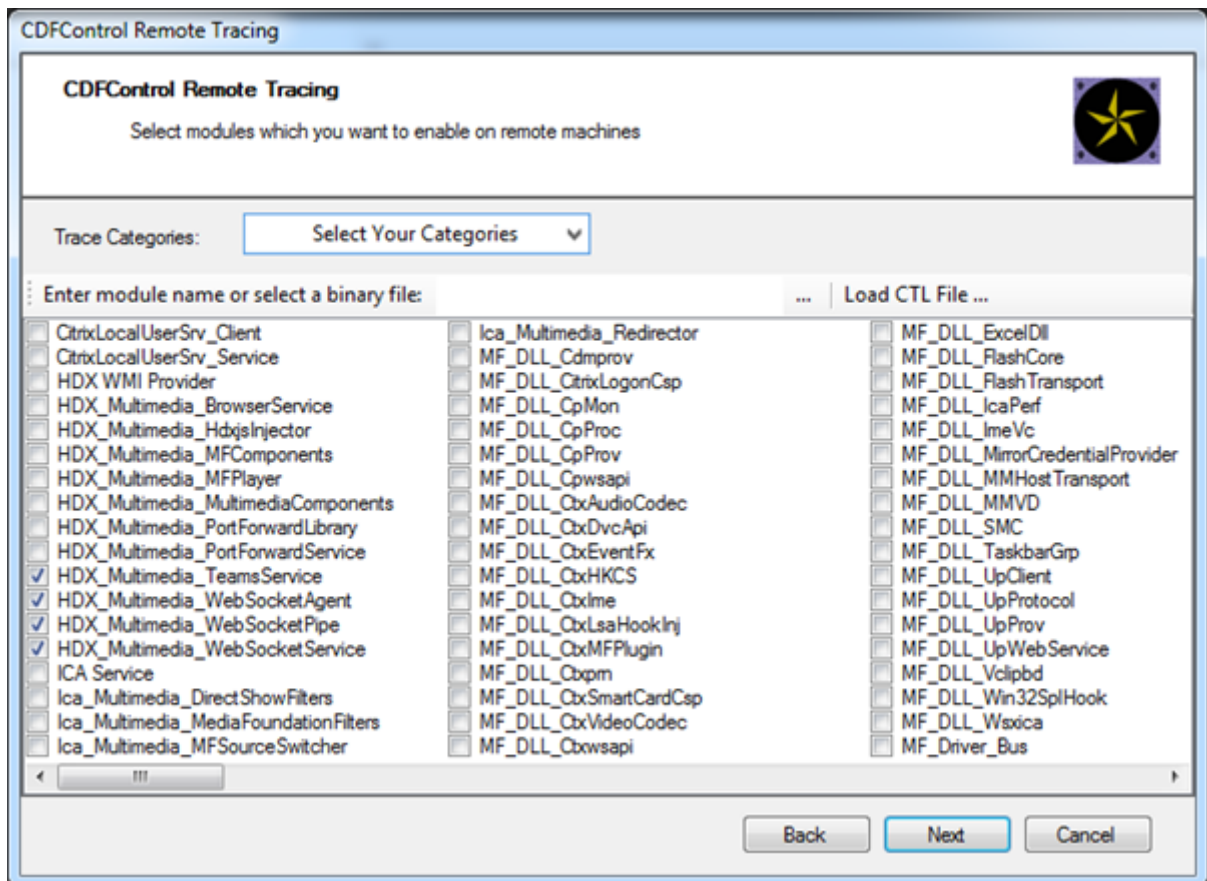 CDFControl Remote Tracing
CDFControl Remote Tracing
Select modules which you want to enable on remote machines
Trace Categories:
Select Your Categories
Enter module name or select a binary file:
...
Load CTL File ...
CitrixLocalUserSrv_Client
CitrixLocalUserSrv_Service
HDX WMI Provider
HDX_Multimedia_BrowserService
HDX_Multimedia_HdxjsInjector
HDX_Multimedia_MFComponents
HDX_Multimedia_MFPlayer
HDX_Multimedia_MultimediaComponents
HDX_Multimedia_PortForwardLibrary
HDX_Multimedia_PortForwardService
HDX_Multimedia_TeamsService
HDX_Multimedia_WebSocketAgent
HDX_Multimedia_WebSocketPipe
HDX_Multimedia_WebSocketService
ICA Service
Ica_Multimedia_DirectShowFilters
Ica_Multimedia_MediaFoundationFilters
Ica_Multimedia_MFSourceSwitcher
Ica_Multimedia_Redirector
MF_DLL_Cdmprov
MF_DLL_CitrixLogonCsp
MF_DLL_CpMon
MF_DLL_CpProc
MF_DLL_CpProv
MF_DLL_Cpwsapi
MF_DLL_CtxAudioCodec
MF_DLL_CtxDvcApi
MF_DLL_CtxEventFx
MF_DLL_CtxHKCS
MF_DLL_CtxIme
MF_DLL_CtxLsaHookInj
MF_DLL_CtxMFPlugin
MF_DLL_Ctxprn
MF_DLL_CtxSmartCardCsp
MF_DLL_CtxVideoCodec
MF_DLL_Ctxwsapi
MF_DLL_ExcelDll
MF_DLL_FlashCore
MF_DLL_FlashTransport
MF_DLL_IcaPerf
MF_DLL_ImeVc
MF_DLL_MirrorCredentialProvider
MF_DLL_MMHostTransport
MF_DLL_MMVD
MF_DLL_SMC
MF_DLL_TaskbarGrp
MF_DLL_UpClient
MF_DLL_UpProtocol
MF_DLL_UpProv
MF_DLL_UpWebService
MF_DLL_Vclipbd
MF_DLL_Win32SplHook
MF_DLL_Wsxica
MF_Driver_Bus
Back
Next
Cancel